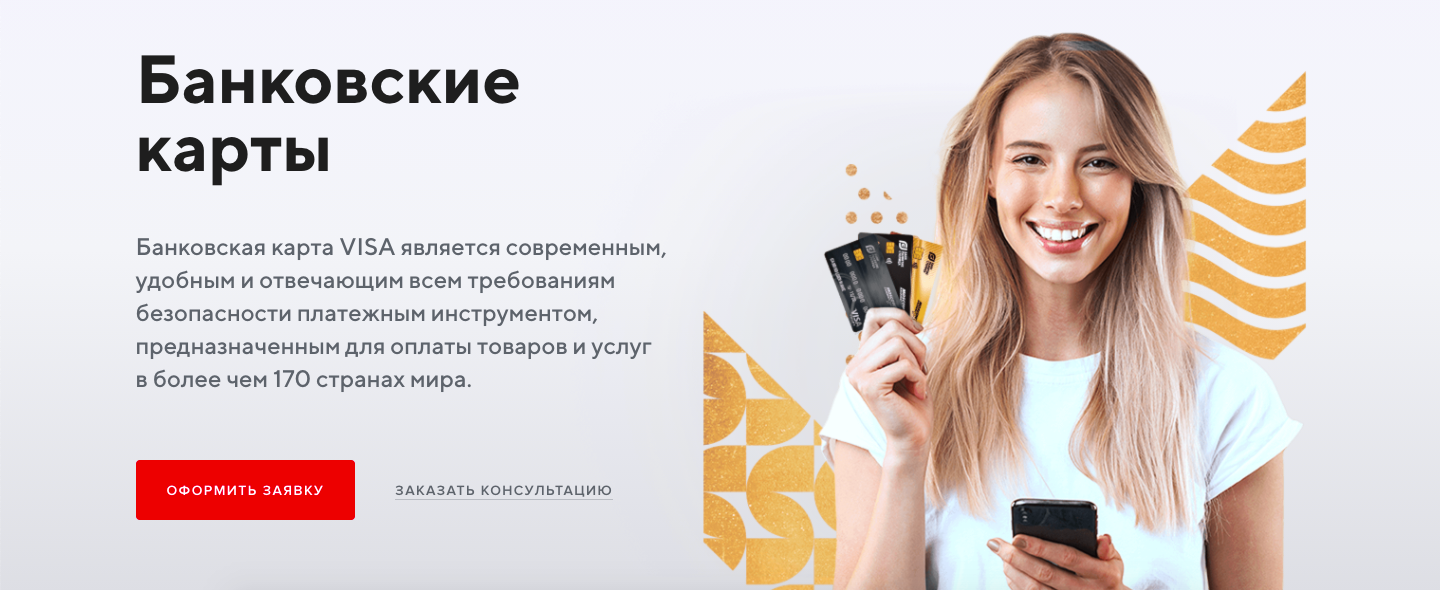 Банковские
карты
Банковская карта VISA является современным,
удобным и отвечающим всем требованиям
безопасности платежным инструментом,
предназначенным для оплаты товаров и услуг
в более чем 170 странах мира.
ОФОРМИТЬ ЗАЯВКУ
ЗАКАЗАТЬ КОНСУЛЬТАЦИЮ
VISA